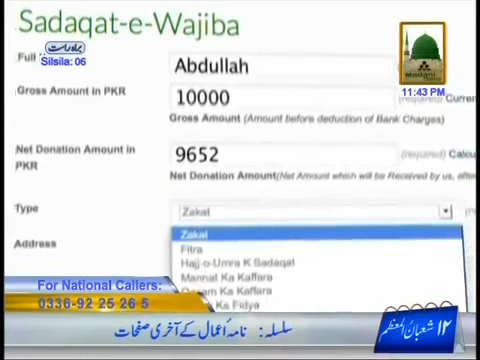 Sadaqat-e-Wajiba
براہ راست
Silsila: 06
Full
Abdullah
Madani
11:43 PM
Gross Amount in PKR
10000
(required)
Gross Amount (Amount before deduction of Bank Charges)
Net Donation Amount in PKR
9652
(required)
Net Donation Amount(Net Amount which will be Received by us, after
Type
Zakat
Address
Zakat
Fitra
Hajj-o-Umra K Sadaqat
Mannat Ka Kaffara
Qasam Ka Kaffara
Ka Fidya
For National Callers:
0336-92 25 26 5
۱۲ شعبان المعظم
سلسلہ: نامۂ اعمال کے آخری صفحات